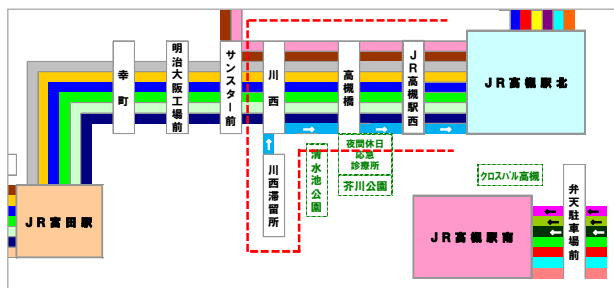 幸町
明治大阪工場前
サンスター前
川西
高槻橋
JR高槻駅西
JR高槻駅北
川西滞留所
清水池公園
夜間休日
応急
診療所
芥川公園
クロスパル高槻
弁天駐車場前
JR富田駅
JR高槻駅南